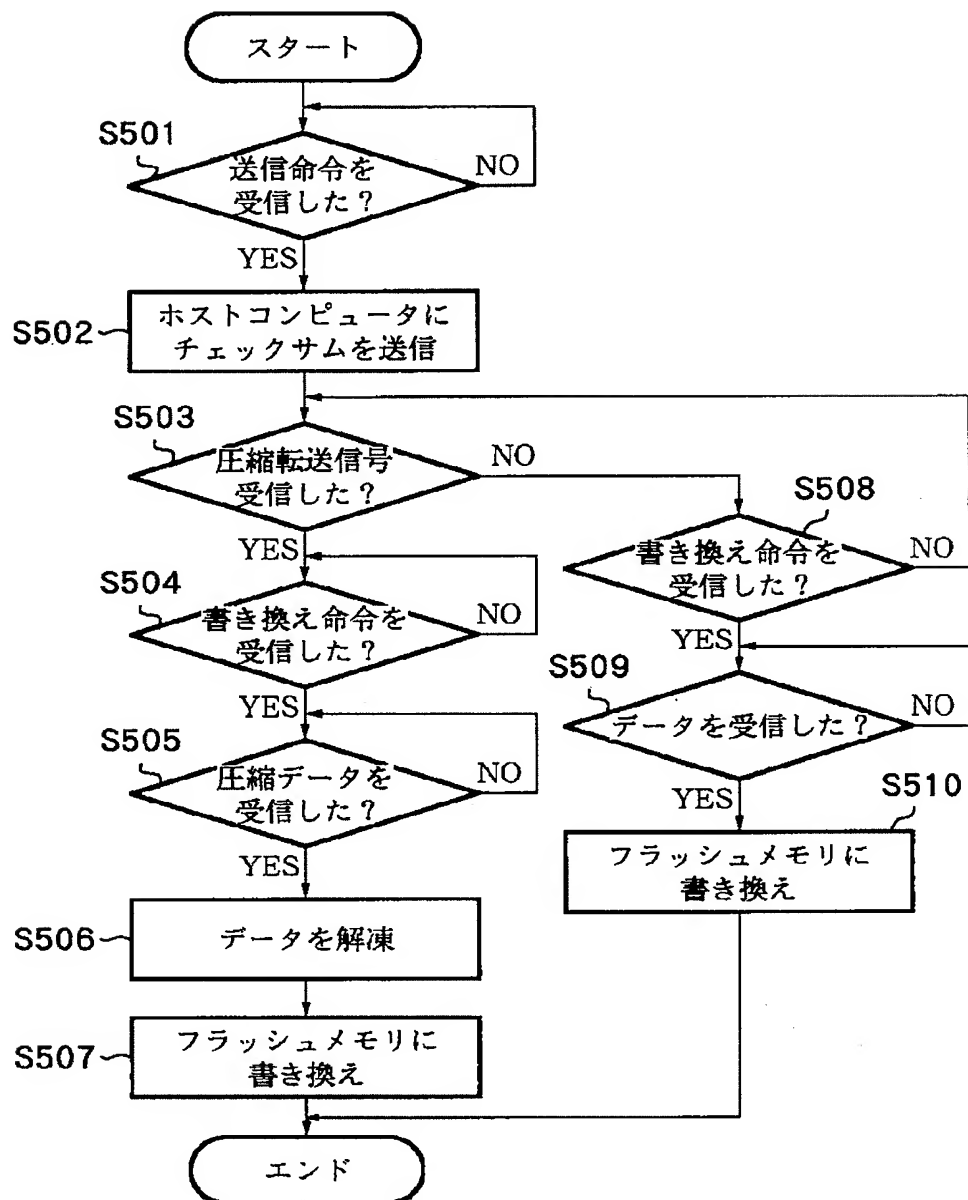 スタート
S501
送信命令を
受信した?
NO
YES
S502
ホストコンピュータに
チェックサムを送信
S503
圧縮転送信号
受信した?
NO
YES
S504
書き換え命令を
受信した?
NO
YES
S505
圧縮データを
受信した?
NO
YES
S506
データを解凍
S507
フラッシュメモリに
書き換え
S508
書き換え命令を
受信した?
NO
YES
S509
データを受信した?
NO
YES
S510
フラッシュメモリに
書き換え
エンド